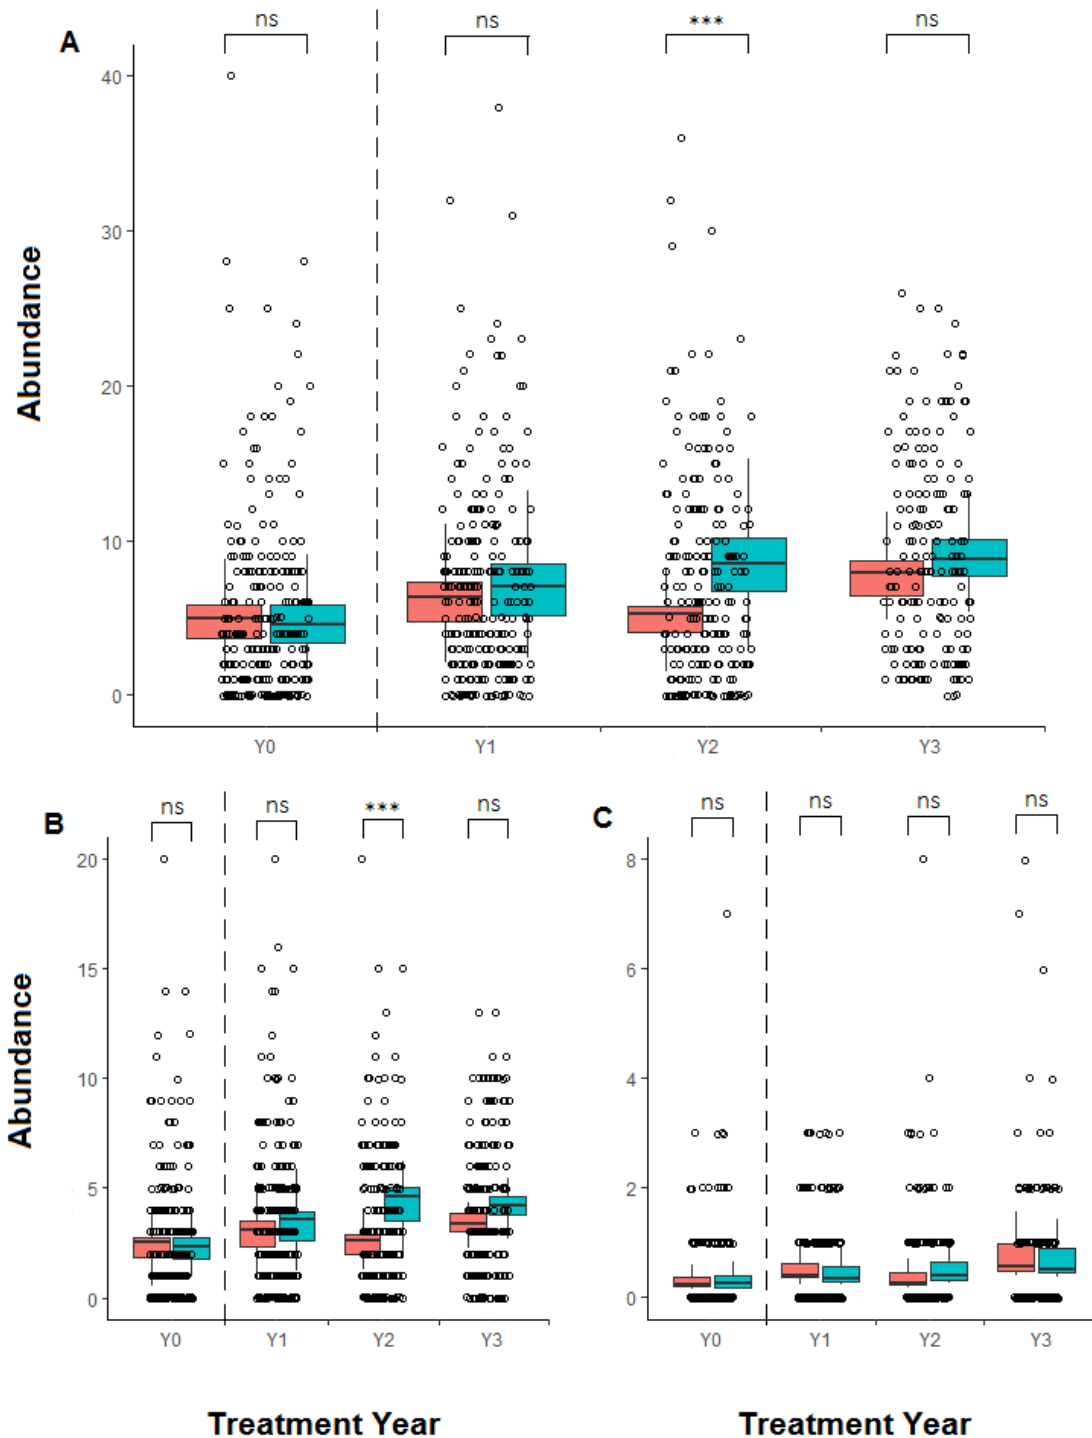 A
ns
ns
***
ns
Abundance
40
30
20
10
0
Y0
Y1
Y2
Y3
B
ns
ns
***
ns
Abundance
20
15
10
5
0
Y0
Y1
Y2
Y3
Treatment Year
C
ns
ns
ns
ns
8
6
4
2
0
Y0
Y1
Y2
Y3
Treatment Year